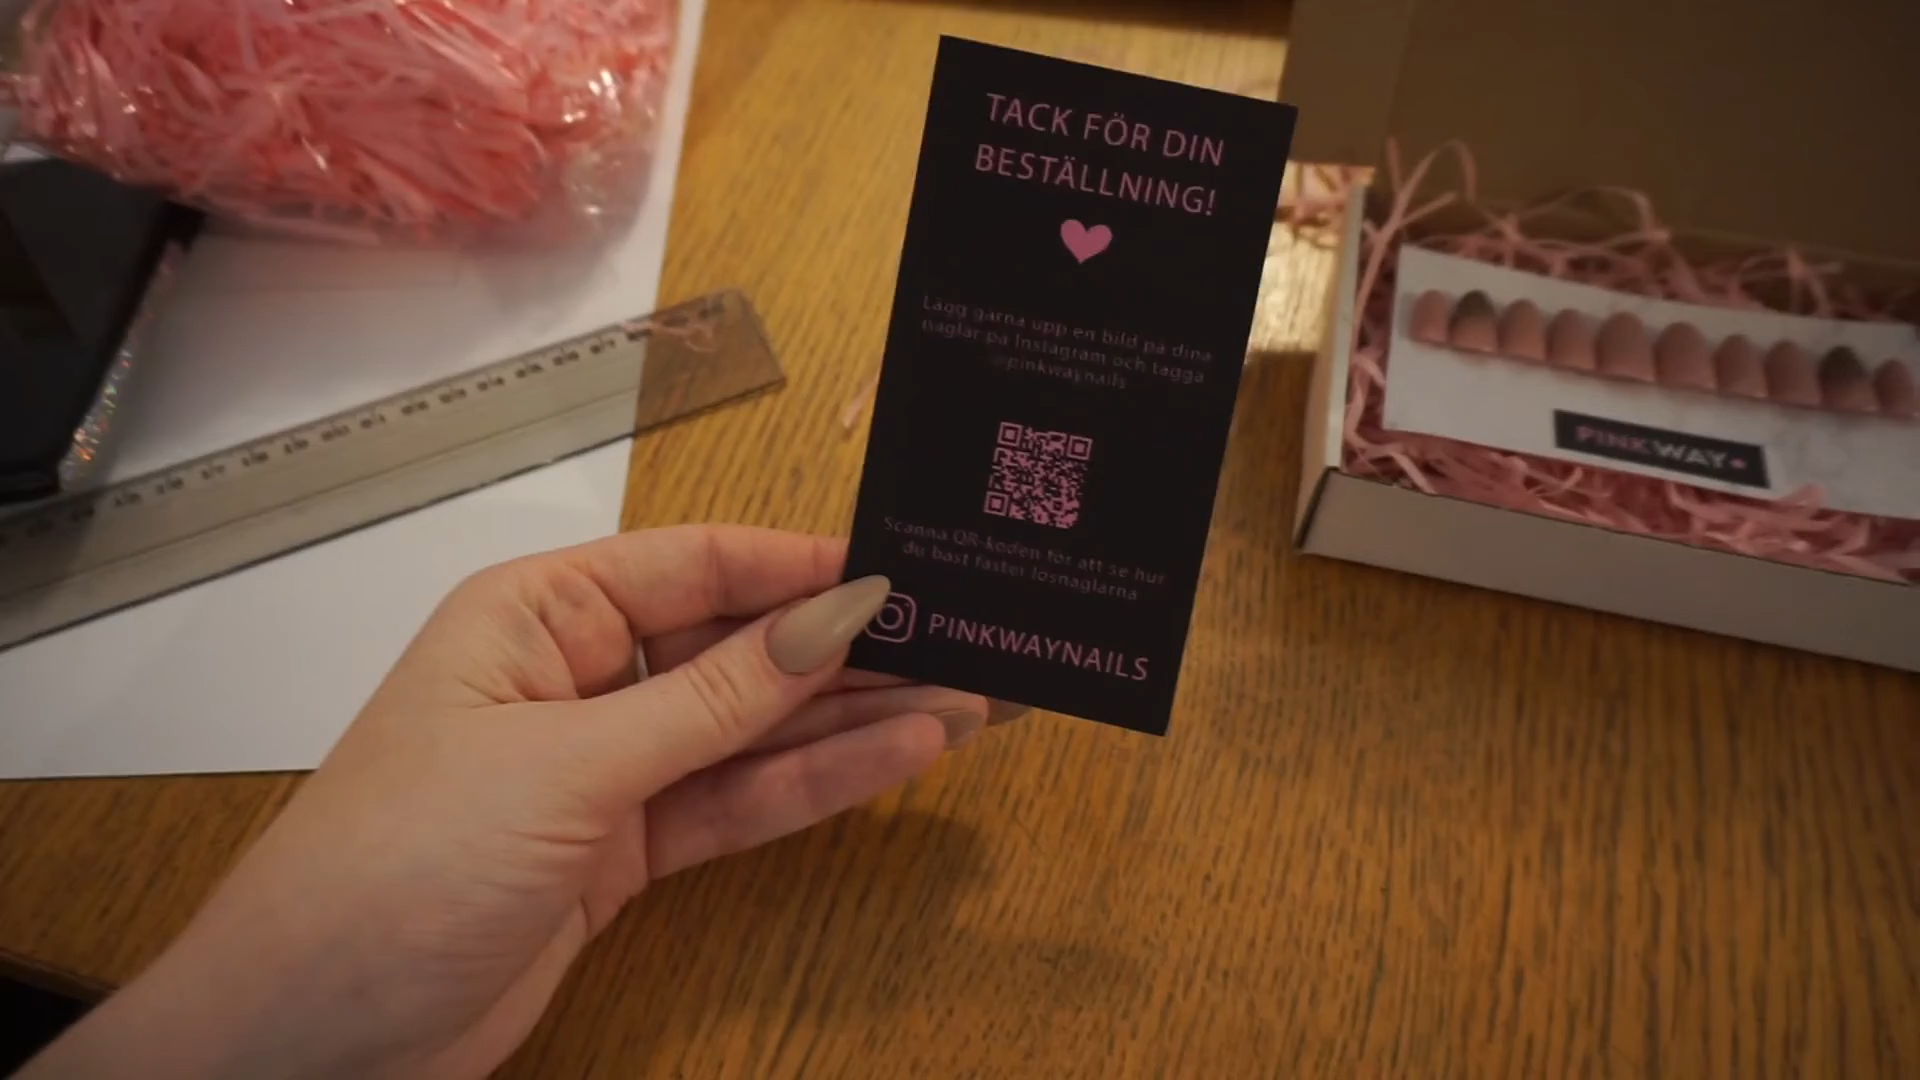 TACK FÖR DIN
BESTÄLLNING!
Lägg gärna upp en bild på dina
naglar på Instagram och tagga
@pinkwaynails
Scanna QR-koden för att se hur
du bäst fäster lösnaglarna
PINKWAYNAILS
PINKWAY